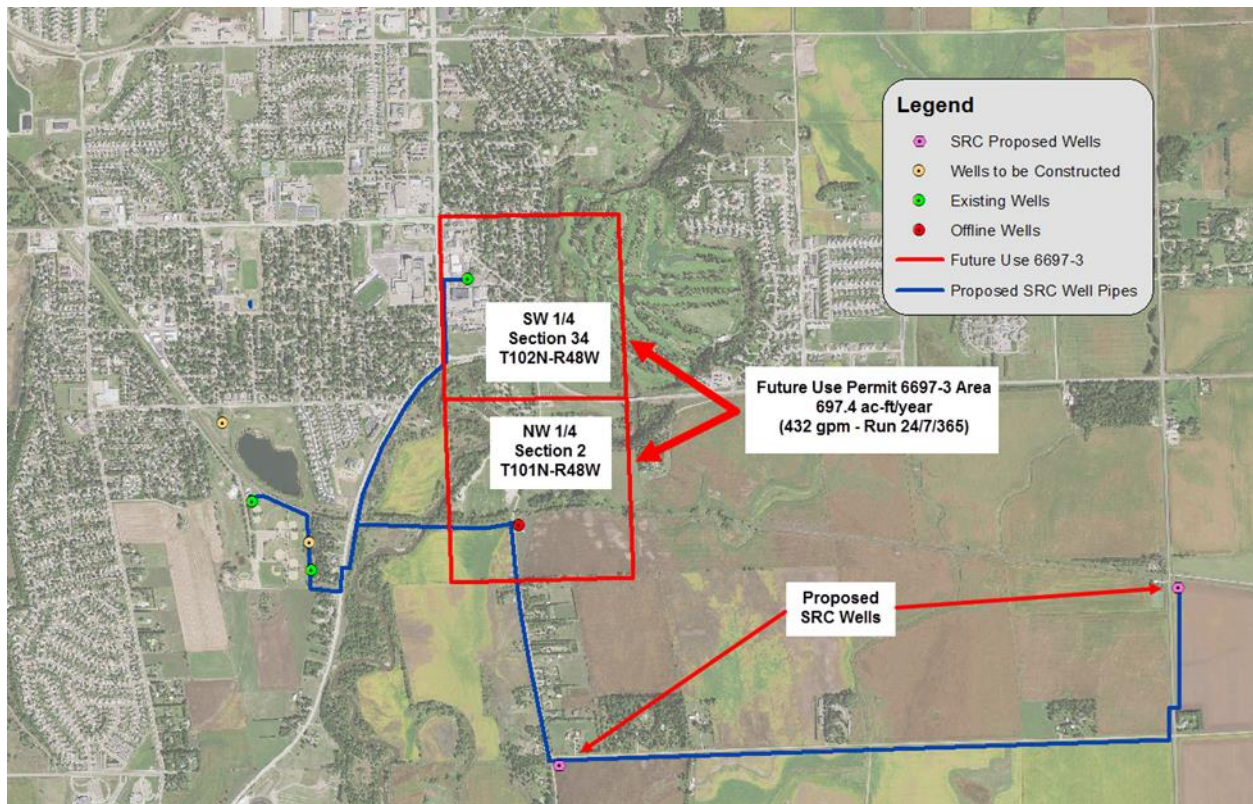 Legend
SRC Proposed Wells
Wells to be Constructed
Existing Wells
Offline Wells
Future Use 6697-3
Proposed SRC Well Pipes
SW 1/4
Section 34
T102N-R48W
Future Use Permit 6697-3 Area
697.4 ac-ft/year
(432 gpm - Run 24/7/365)
NW 1/4
Section 2
T101N-R48W
Proposed
SRC Wells